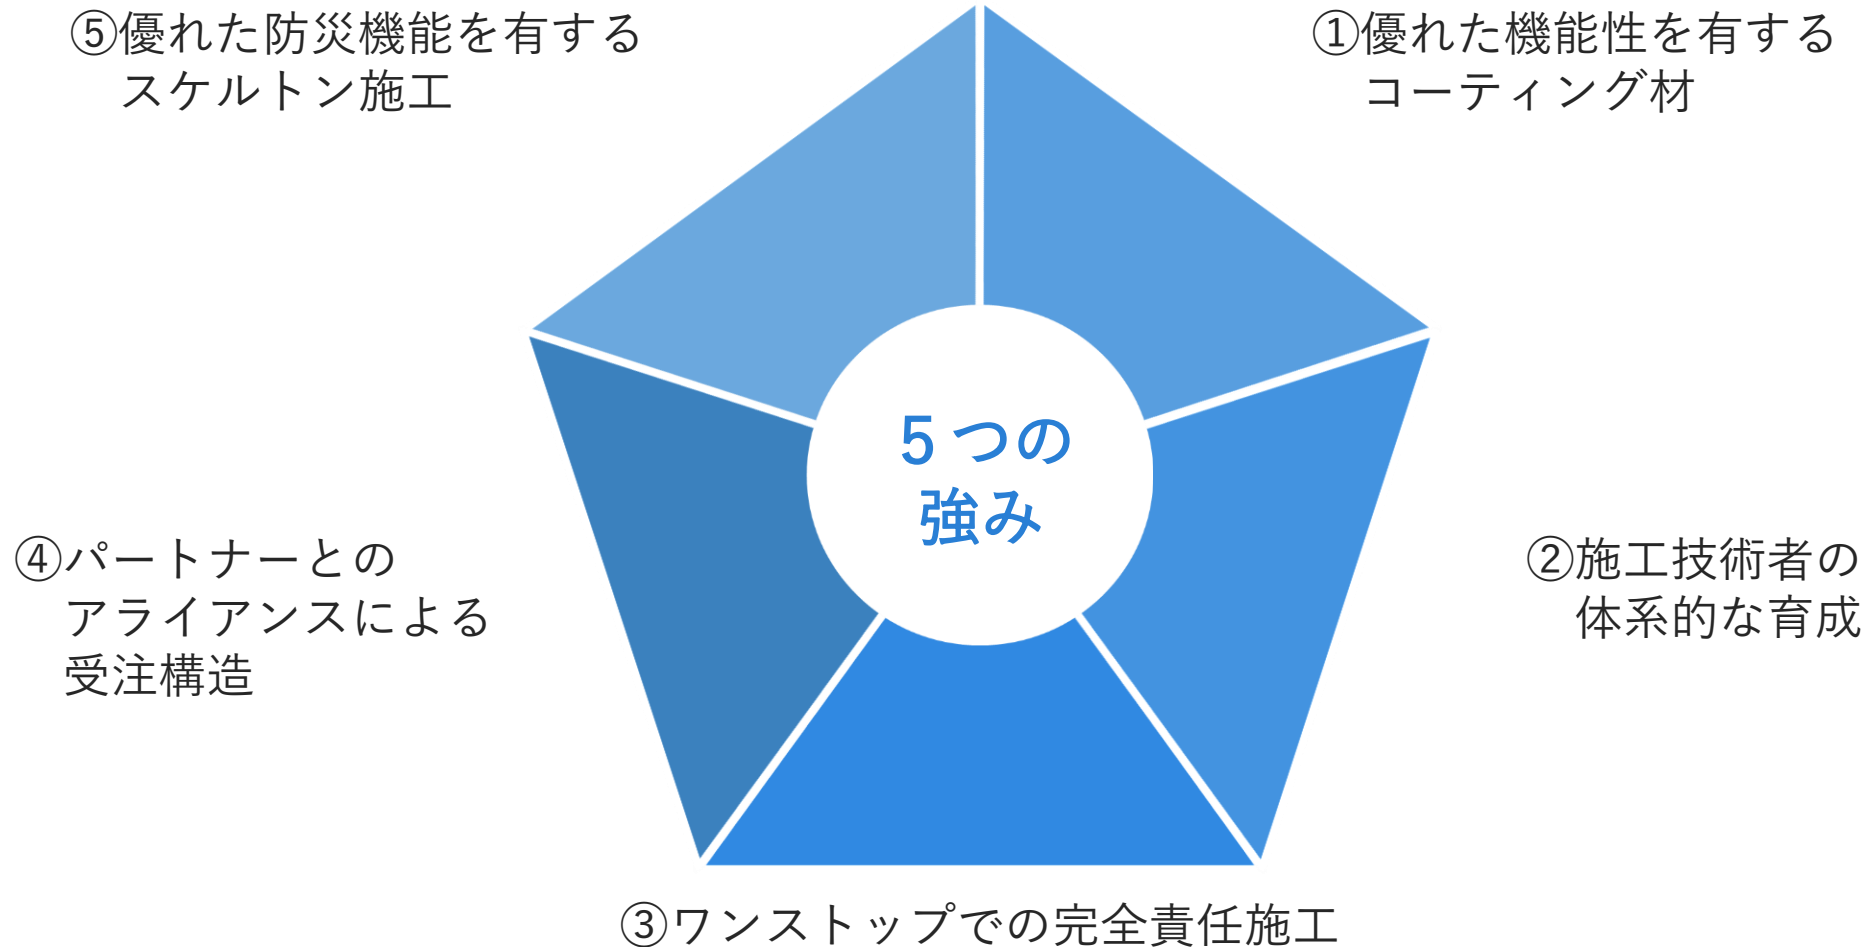 ⑤優れた防災機能を有する
スケルトン施工
①優れた機能性を有する
コーティング材
５つの
強み
④パートナーとの
アライアンスによる
受注構造
②施工技術者の
体系的な育成
③ワンストップでの完全責任施工